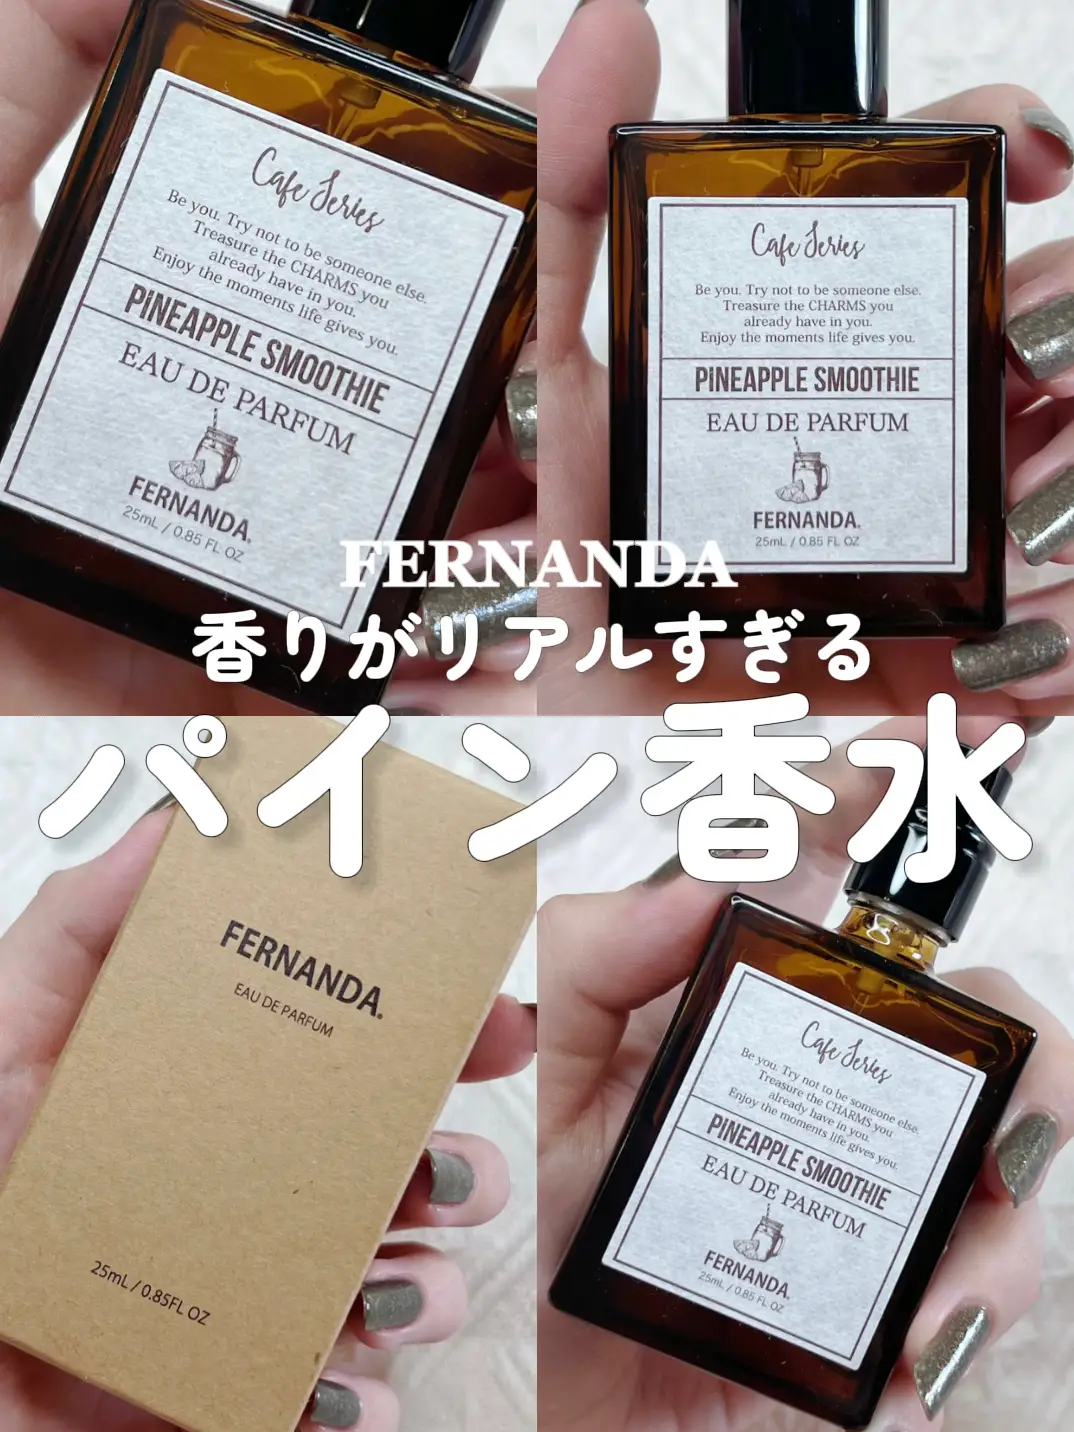 Cafe Series
Be you. Try not to be someone else.
Treasure the CHARMS you
already have in you.
Enjoy the moments life gives you.
PiNEAPPLE SMOOTHIE
EAU DE PARFUM
FERNANDA.
25mL / 0.85 FL OZ
Cafe Series
Be you. Try not to be someone else.
Treasure the CHARMS you
already have in you.
Enjoy the moments life gives you.
PiNEAPPLE SMOOTHIE
EAU DE PARFUM
FERNANDA.
25mL / 0.85 FL OZ
FERNANDA
香りがリアルすぎる
パイン香水
FERNANDA.
EAU DE PARFUM
25mL / 0.85FL OZ
Cafe Series
Be you. Try not to be someone else.
Treasure the CHARMS you
already have in you.
Enjoy the moments life gives you.
PiNEAPPLE SMOOTHIE
EAU DE PARFUM
FERNANDA.
25mL / 0.85 FL OZ